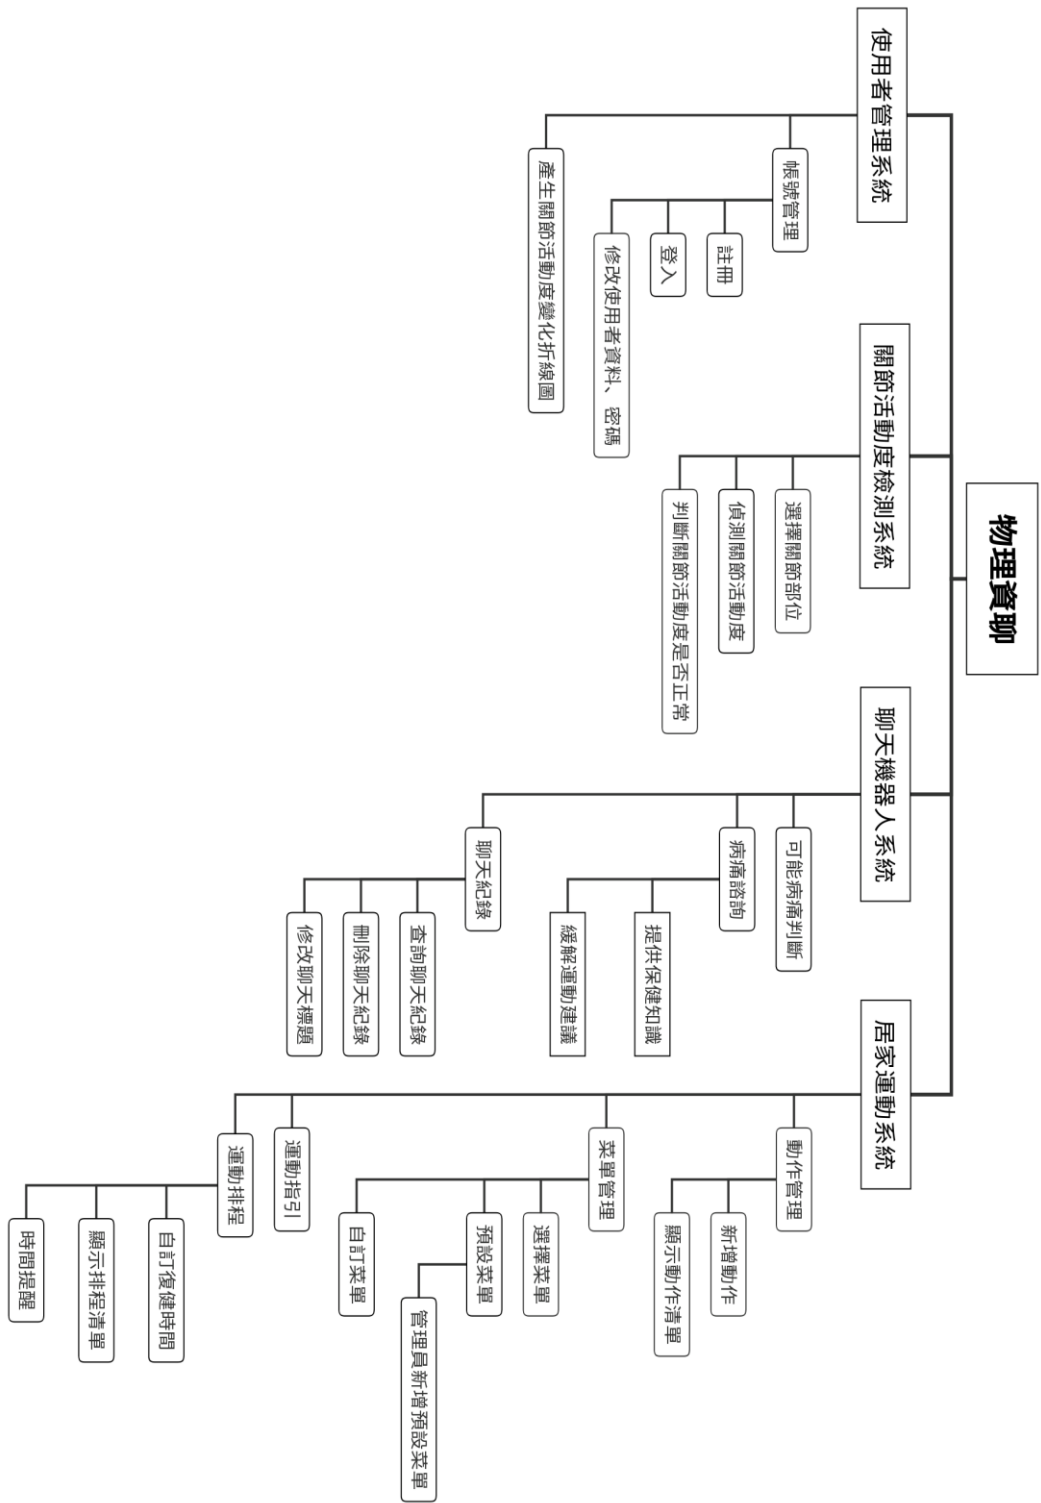 物理資聊
使用者管理系統
帳號管理
註冊
登入
修改使用者資料、密碼
產生關節活動度變化折線圖
關節活動度檢測系統
選擇關節部位
偵測關節活動度
判斷關節活動度是否正常
聊天機器人系統
可能病痛判斷
病痛諮詢
提供保健知識
緩解運動建議
聊天紀錄
查詢聊天紀錄
刪除聊天紀錄
修改聊天標題
居家運動系統
動作管理
新增動作
顯示動作清單
菜單管理
選擇菜單
預設菜單
管理員新增預設菜單
自訂菜單
運動指引
運動排程
自訂復健時間
顯示排程清單
時間提醒